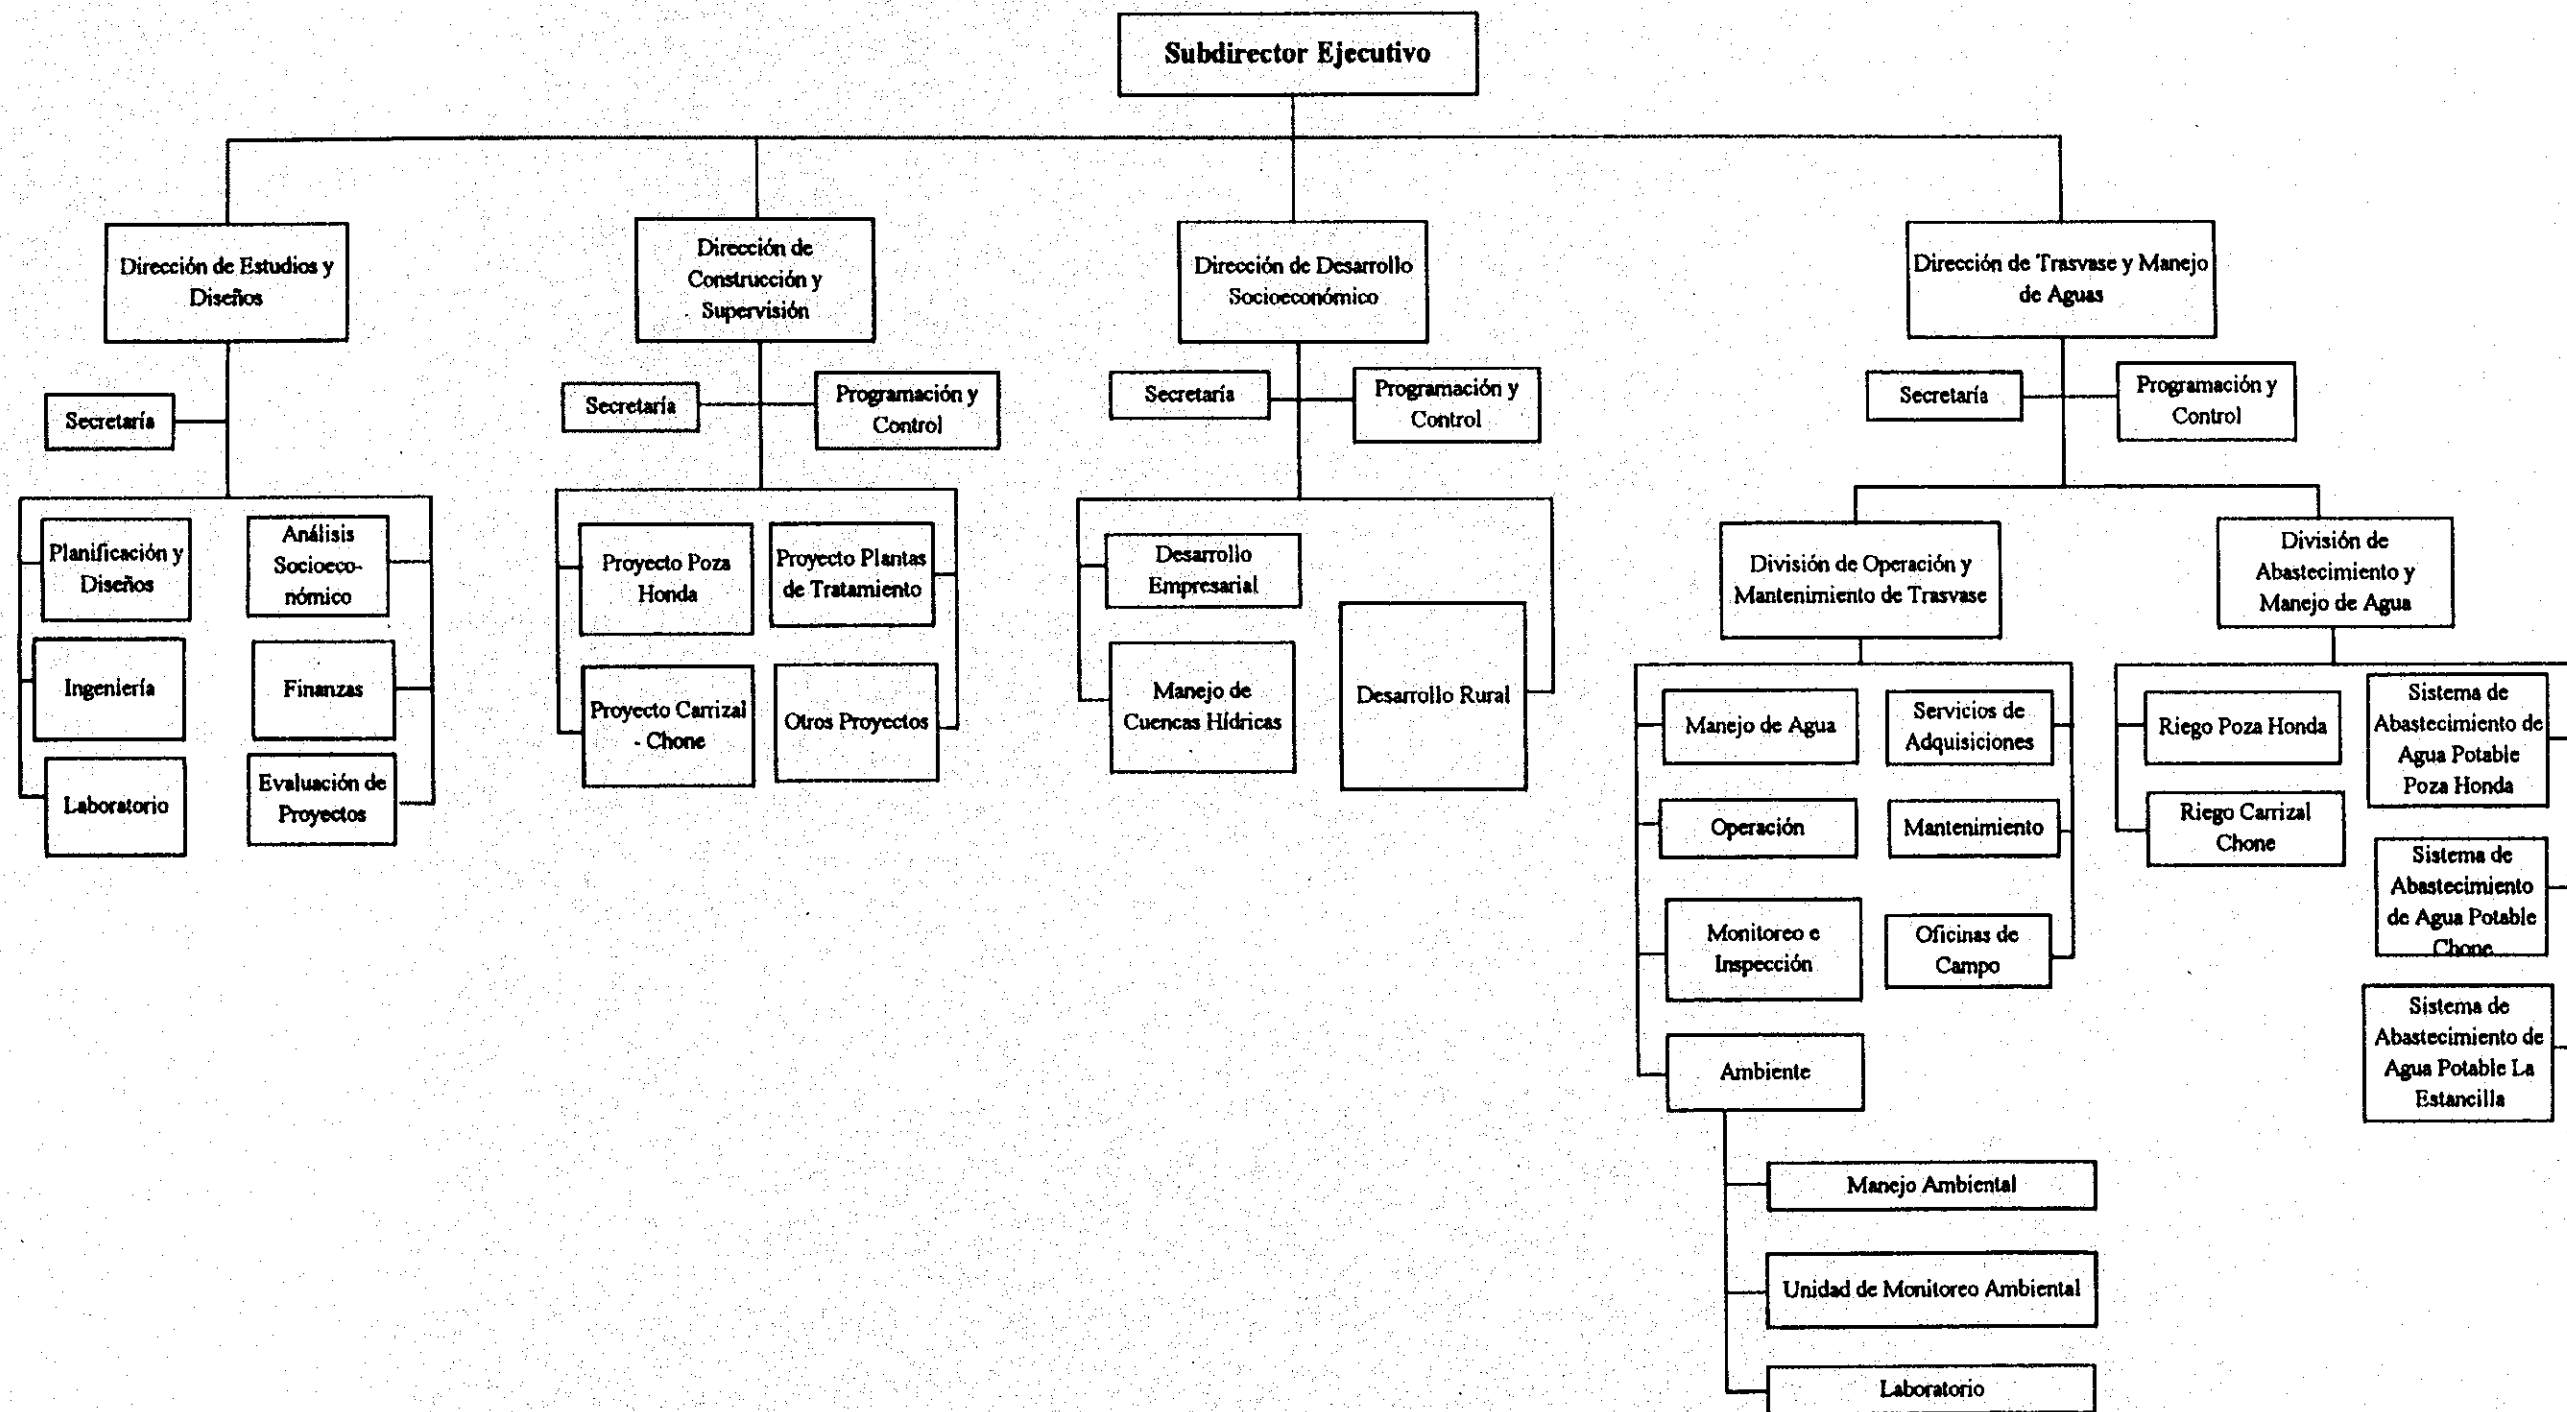 Subdirector Ejecutivo
Dirección de Estudios y
Diseños
Secretaría
Planificación y
Diseños
Análisis
Socioeco-
nómico
Ingeniería
Finanzas
Laboratorio
Evaluación de
Proyectos
Dirección de
Construcción y
Supervisión
Secretaría
Programación y
Control
Proyecto Poza
Honda
Proyecto Plantas
de Tratamiento
Proyecto Carrizal
- Chone
Otros Proyectos
Dirección de Desarrollo
Socioeconómico
Secretaría
Programación y
Control
Desarrollo
Empresarial
Manejo de
Cuencas Hídricas
Desarrollo Rural
Dirección de Trasvase y Manejo
de Aguas
Secretaría
Programación y
Control
División de Operación y
Mantenimiento de Trasvase
Manejo de Agua
Servicios de
Adquisiciones
Operación
Mantenimiento
Monitoreo e
Inspección
Oficinas de
Campo
Ambiente
Manejo Ambiental
Unidad de Monitoreo Ambiental
Laboratorio
División de
Abastecimiento y
Manejo de Agua
Riego Poza Honda
Riego Carrizal
Chone
Sistema de
Abastecimiento de
Agua Potable
Poza Honda
Sistema de
Abastecimiento
de Agua Potable
Chone
Sistema de
Abastecimiento de
Agua Potable La
Estancilla